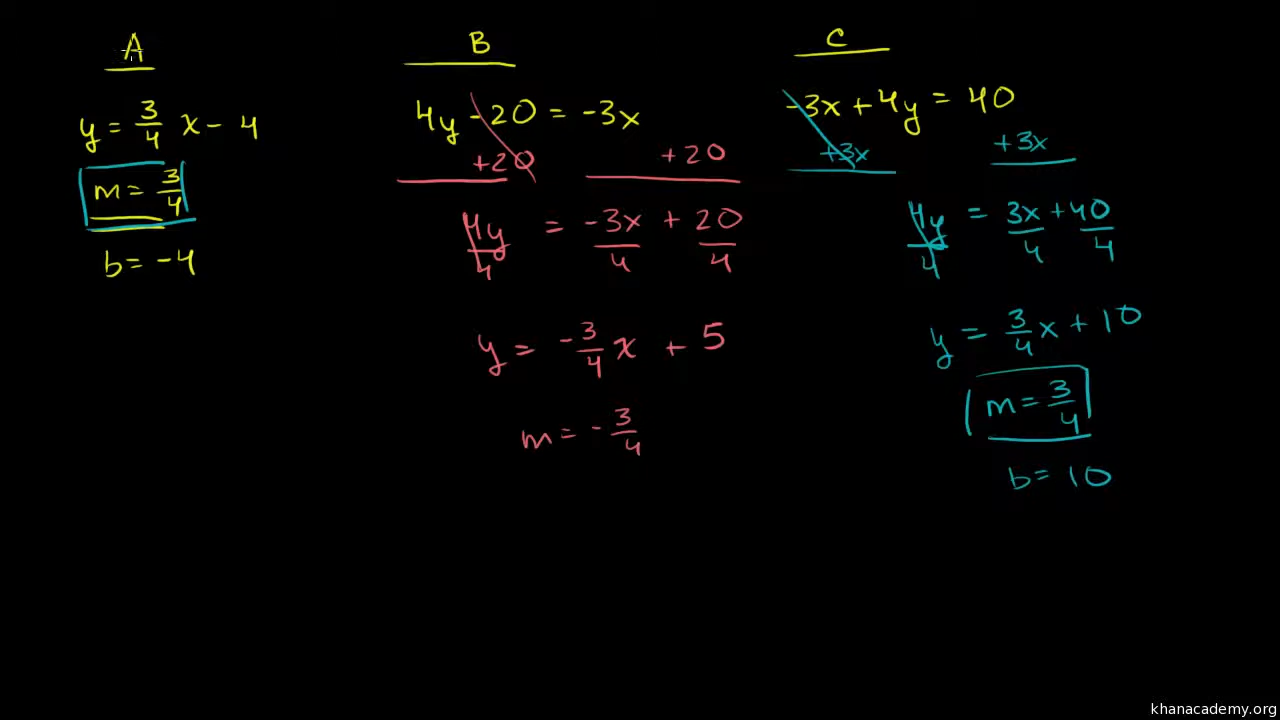 A
y = 3/4 x - 4
m = 3/4
b = -4
B
4y - 20 = -3x
+20 +20
4y/4 = -3x/4 + 20/4
y = -3/4 x + 5
m = -3/4
C
-3x + 4y = 40
+3x +3x
4y/4 = 3x/4 + 40/4
y = 3/4 x + 10
m = 3/4
b = 10
khanacademy.org